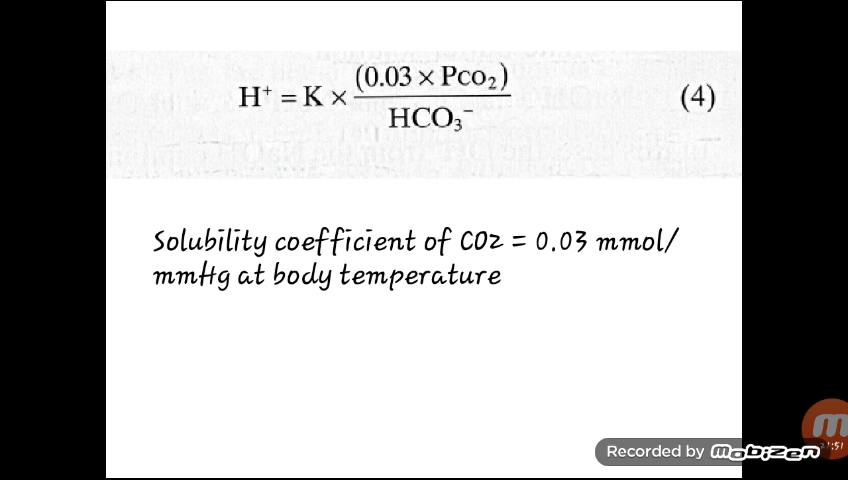 H⁺ = K × (0.03 × Pco₂) / HCO₃⁻ (4)
Solubility coefficient of CO2 = 0.03 mmol/
mmHg at body temperature
Recorded by mobizen